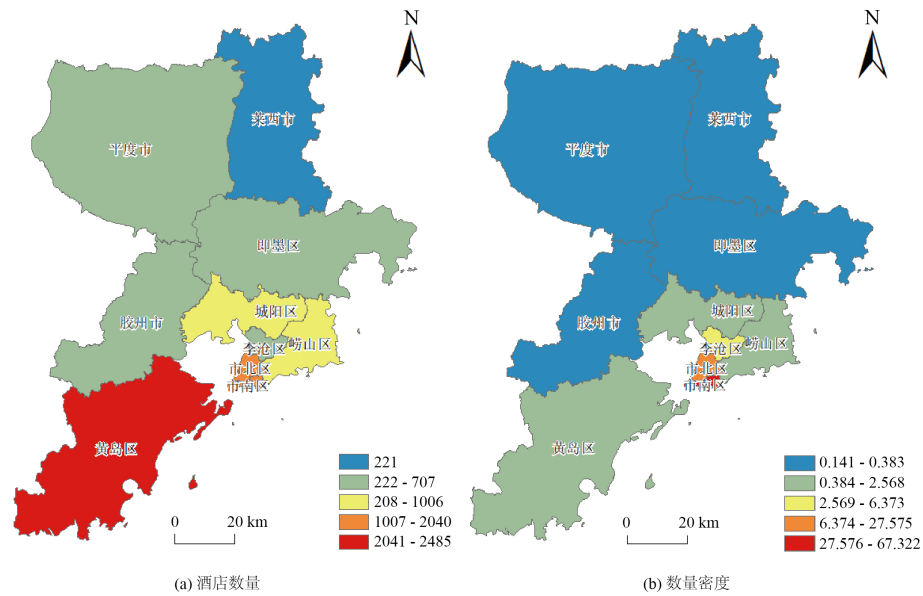 N
莱西市
平度市
即墨区
城阳区
胶州市
李沧区
崂山区
市北区
市南区
黄岛区
221
222 - 707
208 - 1006
1007 - 2040
2041 - 2485
0 20 km
(a) 酒店数量
N
莱西市
平度市
即墨区
城阳区
胶州市
李沧区
崂山区
市北区
市南区
黄岛区
0.141 - 0.383
0.384 - 2.568
2.569 - 6.373
6.374 - 27.575
27.576 - 67.322
0 20 km
(b) 数量密度